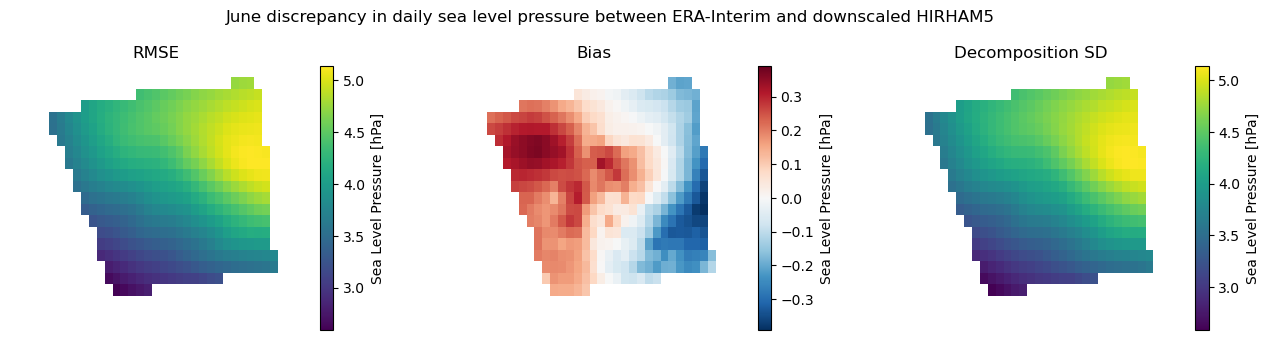 June discrepancy in daily sea level pressure between ERA-Interim and downscaled HIRHAM5
RMSE
5.0
4.5
4.0
3.5
3.0
Sea Level Pressure [hPa]
Bias
0.3
0.2
0.1
0.0
−0.1
−0.2
−0.3
Sea Level Pressure [hPa]
Decomposition SD
5.0
4.5
4.0
3.5
3.0
Sea Level Pressure [hPa]